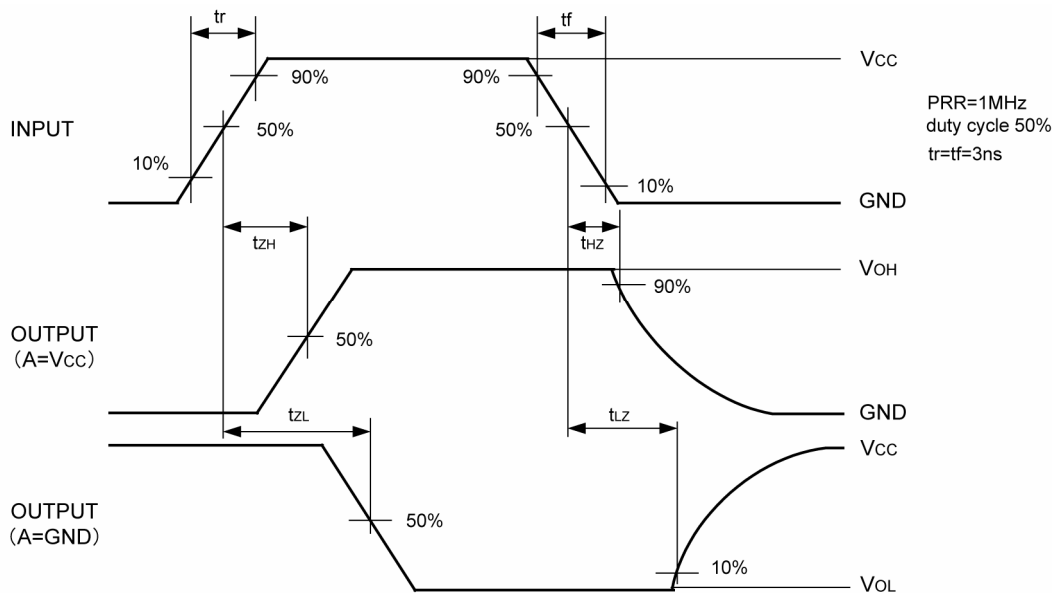 tr
tf
VCC
90%
90%
PRR=1MHz
duty cycle 50%
tr=tf=3ns
INPUT
50%
50%
10%
10%
GND
tZH
tHZ
VOH
90%
OUTPUT
(A=VCC)
50%
GND
tZL
tLZ
VCC
OUTPUT
(A=GND)
50%
10%
VOL